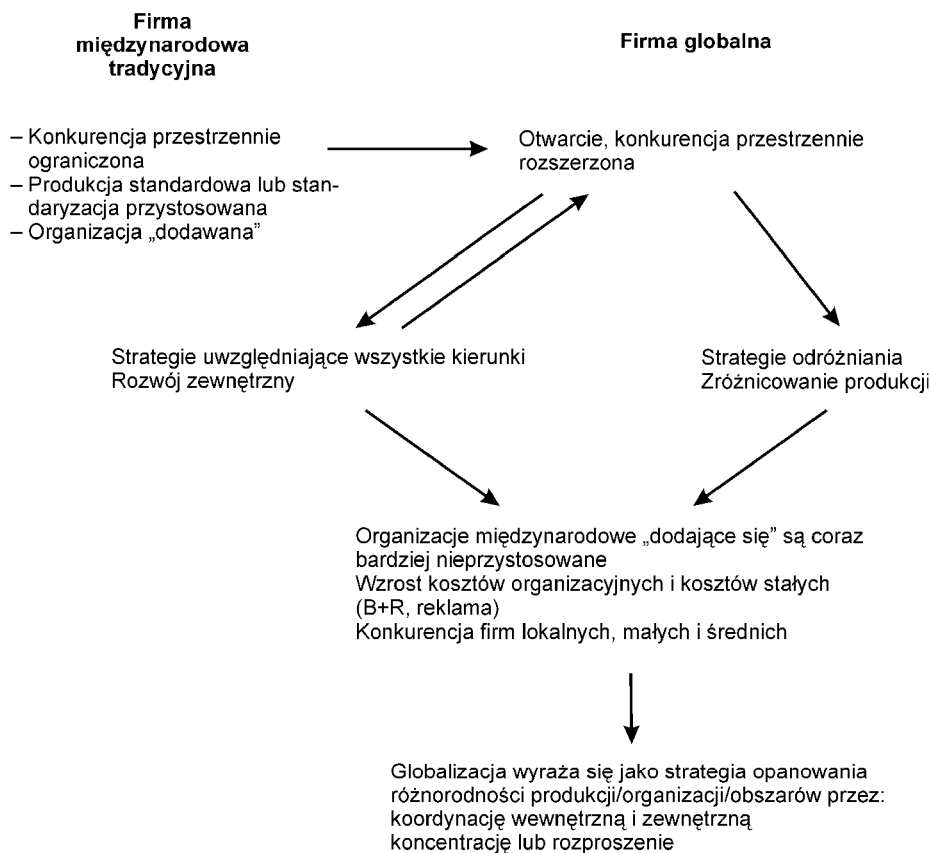 Firma
międzynarodowa
tradycyjna
Firma globalna
– Konkurencja przestrzennie
ograniczona
– Produkcja standardowa lub stan-
daryzacja przystosowana
– Organizacja „dodawana”
Otwarcie, konkurencja przestrzennie
rozszerzona
Strategie uwzględniające wszystkie kierunki
Rozwój zewnętrzny
Strategie odróżniania
Zróżnicowanie produkcji
Organizacje międzynarodowe „dodające się” są coraz
bardziej nieprzystosowane
Wzrost kosztów organizacyjnych i kosztów stałych
(B+R, reklama)
Konkurencja firm lokalnych, małych i średnich
Globalizacja wyraża się jako strategia opanowania
różnorodności produkcji/organizacji/obszarów przez:
koordynację wewnętrzną i zewnętrzną
koncentrację lub rozproszenie